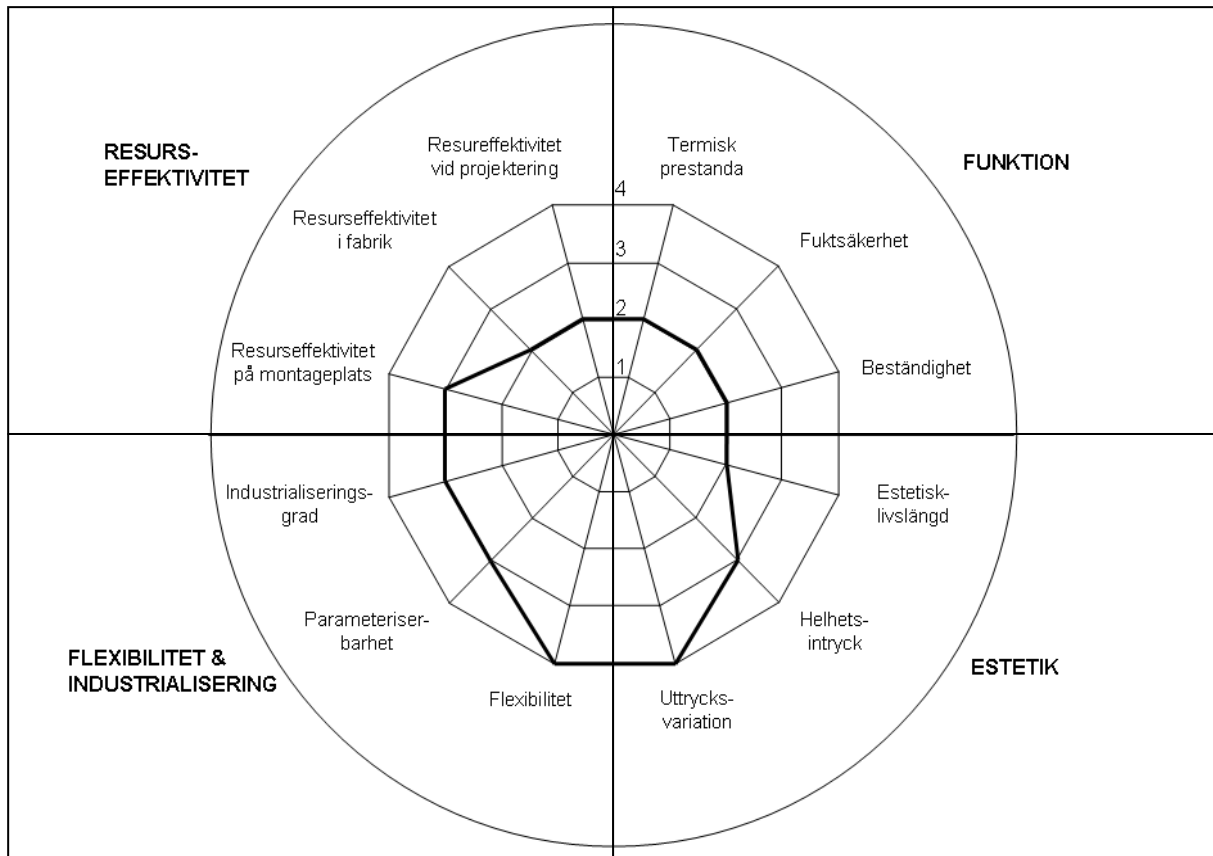 RESURS-
EFFEKTIVITET
Resureffektivitet
vid projektering
Termisk
prestanda
FUNKTION
Resurseffektivitet
i fabrik
Fuktsäkerhet
4
3
2
1
Resurseffektivitet
på montageplats
Beständighet
Industrialiserings-
grad
Estetisk-
livslängd
Parameteriser-
barhet
Helhets-
intryck
FLEXIBILITET &
INDUSTRIALISERING
ESTETIK
Flexibilitet
Uttrycks-
variation